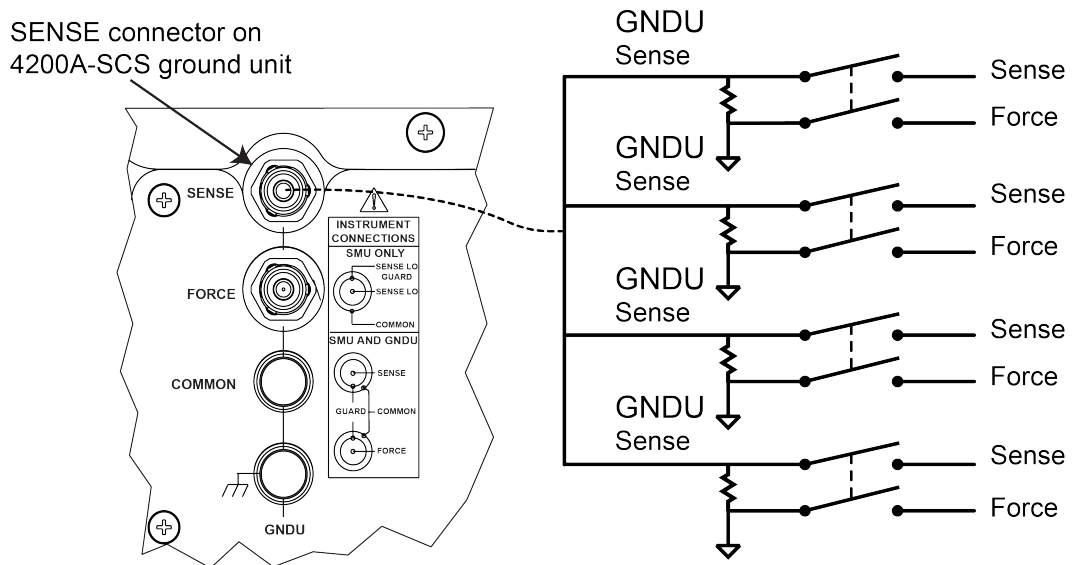 SENSE connector on
4200A-SCS ground unit
SENSE
FORCE
COMMON
GNDU
INSTRUMENT
CONNECTIONS
SMU ONLY
SENSE LO
GUARD
SENSE LO
COMMON
SMU AND GNDU
SENSE
GUARD COMMON
FORCE
GNDU
Sense
Sense
Force
GNDU
Sense
Sense
Force
GNDU
Sense
Sense
Force
GNDU
Sense
Sense
Force